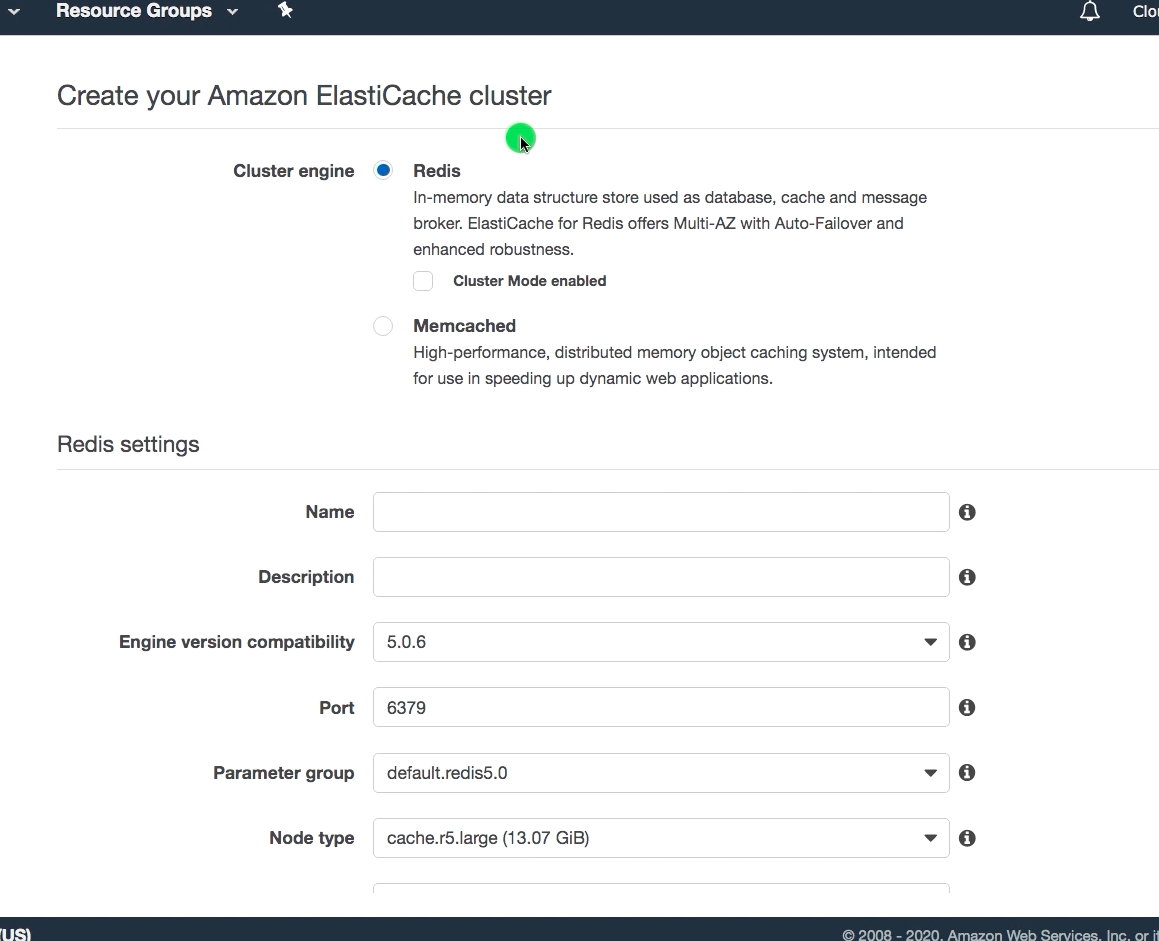 Resource Groups
Create your Amazon ElastiCache cluster
Cluster engine
Redis
In-memory data structure store used as database, cache and message
broker. ElastiCache for Redis offers Multi-AZ with Auto-Failover and
enhanced robustness.
Cluster Mode enabled
Memcached
High-performance, distributed memory object caching system, intended
for use in speeding up dynamic web applications.
Redis settings
Name
Description
Engine version compatibility 5.0.6
Port 6379
Parameter group default.redis5.0
Node type cache.r5.large (13.07 GiB)
(US) © 2008 - 2020, Amazon Web Services, Inc. or